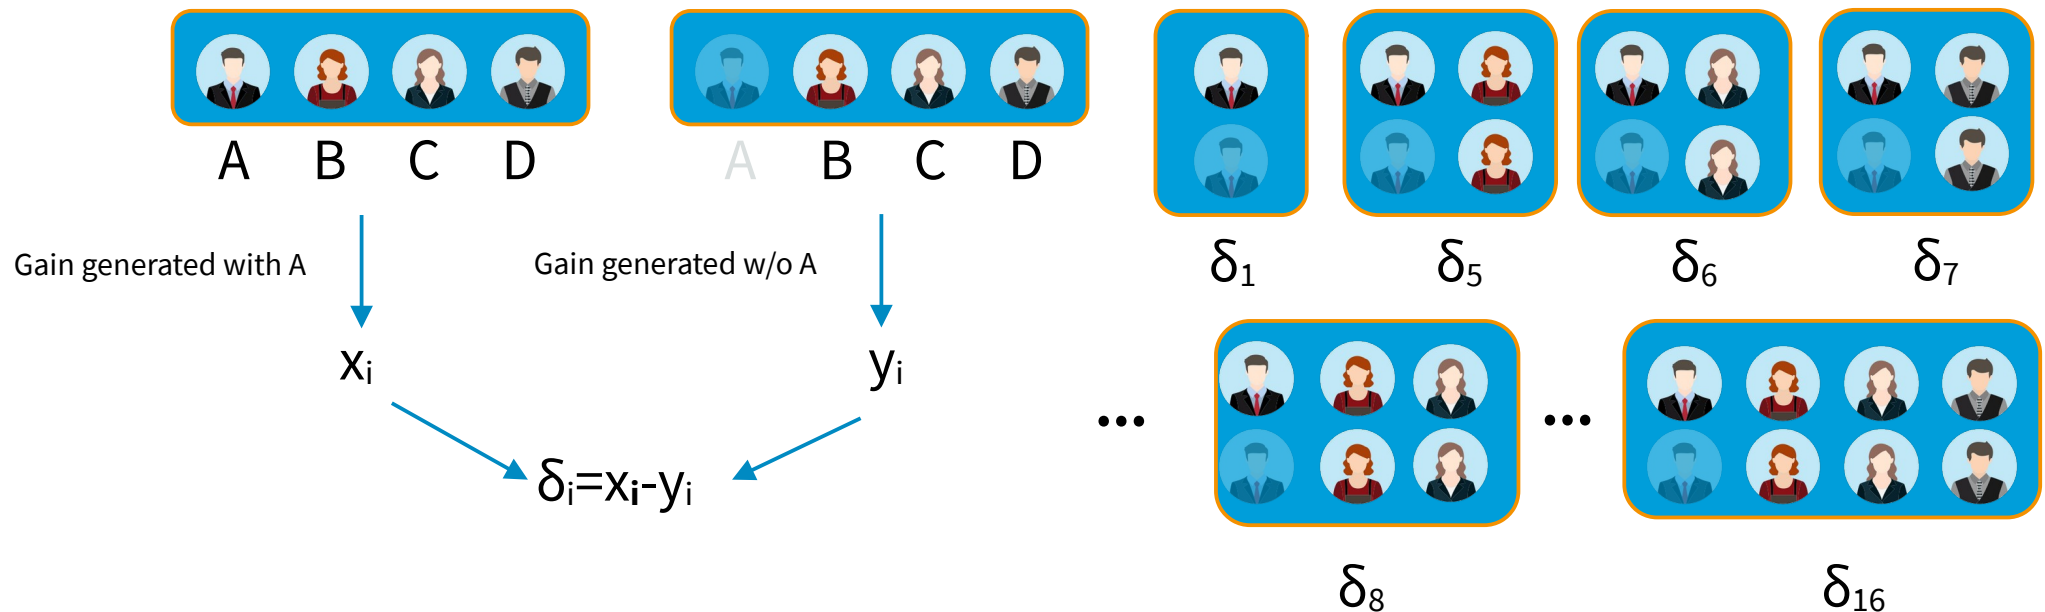 A B C D
A B C D
Gain generated with A
Gain generated w/o A
xᵢ
yᵢ
δᵢ=xᵢ-yᵢ
δ₁
δ₅
δ₆
δ₇
...
...
δ₈
δ₁₆